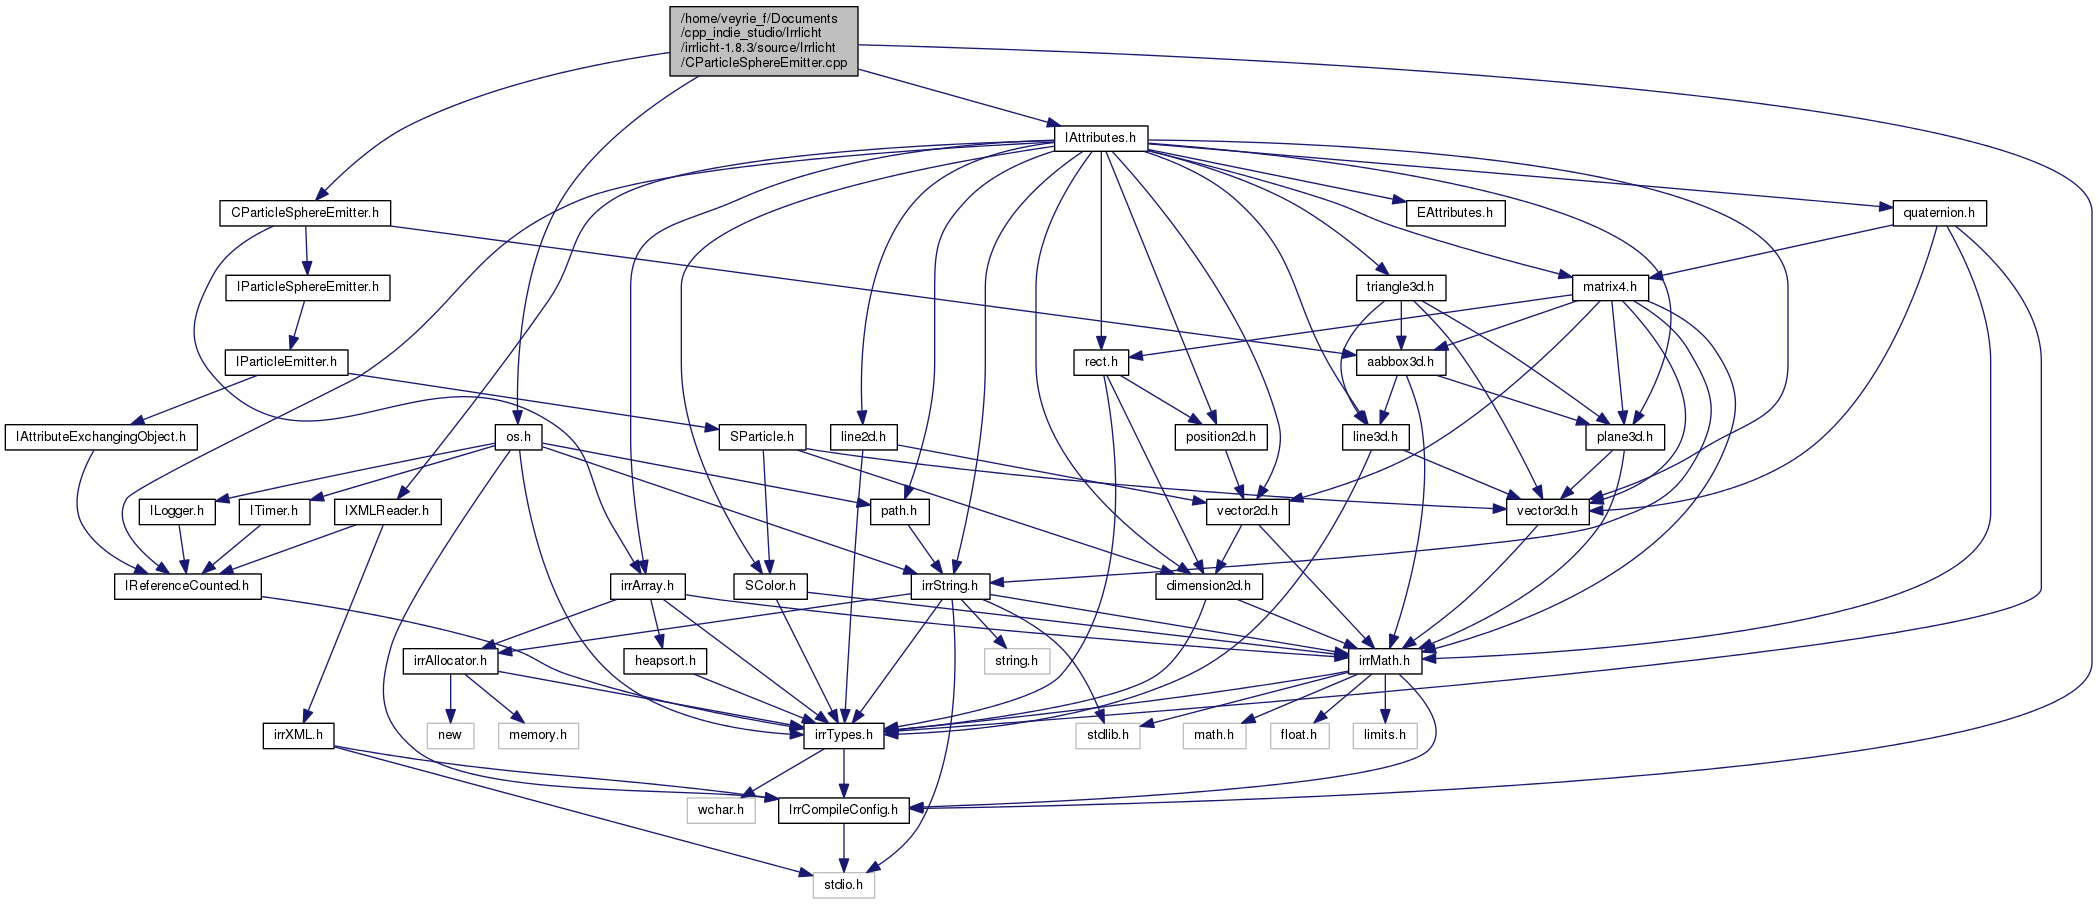 /home/veyrie_f/Documents
/cpp_indie_studio/Irrlicht
/irrlicht-1.8.3/source/Irrlicht
/CParticleSphereEmitter.cpp
IAttributes.h
CParticleSphereEmitter.h
EAttributes.h
quaternion.h
IParticleSphereEmitter.h
triangle3d.h
matrix4.h
IParticleEmitter.h
rect.h
aabbox3d.h
IAttributeExchangingObject.h
os.h
SParticle.h
line2d.h
position2d.h
line3d.h
plane3d.h
ILogger.h
ITimer.h
IXMLReader.h
path.h
vector2d.h
vector3d.h
IReferenceCounted.h
irrArray.h
SColor.h
irrString.h
dimension2d.h
irrAllocator.h
heapsort.h
string.h
irrMath.h
irrXML.h
new
memory.h
irrTypes.h
stdlib.h
math.h
float.h
limits.h
wchar.h
IrrCompileConfig.h
stdio.h